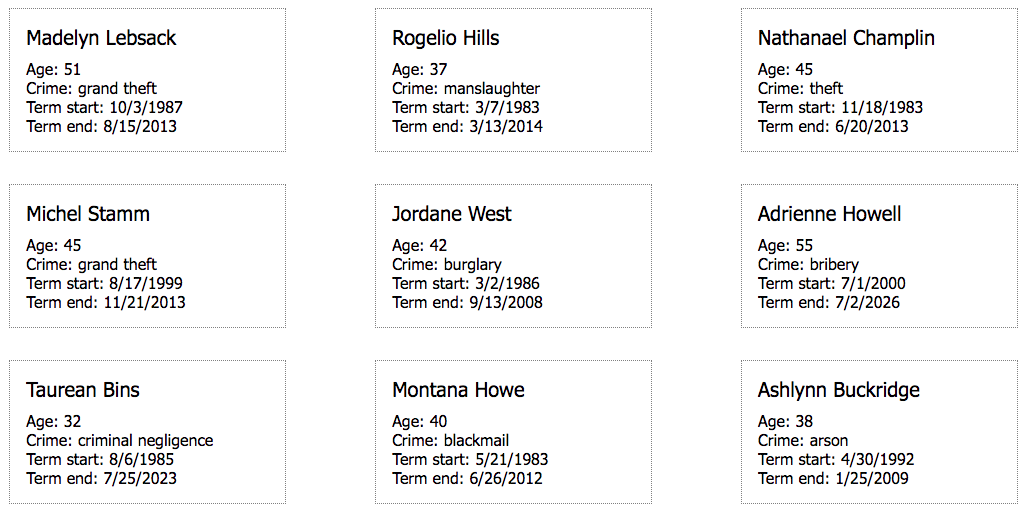 Madelyn Lebsack
Age: 51
Crime: grand theft
Term start: 10/3/1987
Term end: 8/15/2013
Rogelio Hills
Age: 37
Crime: manslaughter
Term start: 3/7/1983
Term end: 3/13/2014
Nathanael Champlin
Age: 45
Crime: theft
Term start: 11/18/1983
Term end: 6/20/2013
Michel Stamm
Age: 45
Crime: grand theft
Term start: 8/17/1999
Term end: 11/21/2013
Jordane West
Age: 42
Crime: burglary
Term start: 3/2/1986
Term end: 9/13/2008
Adrienne Howell
Age: 55
Crime: bribery
Term start: 7/1/2000
Term end: 7/2/2026
Taurean Bins
Age: 32
Crime: criminal negligence
Term start: 8/6/1985
Term end: 7/25/2023
Montana Howe
Age: 40
Crime: blackmail
Term start: 5/21/1983
Term end: 6/26/2012
Ashlynn Buckridge
Age: 38
Crime: arson
Term start: 4/30/1992
Term end: 1/25/2009